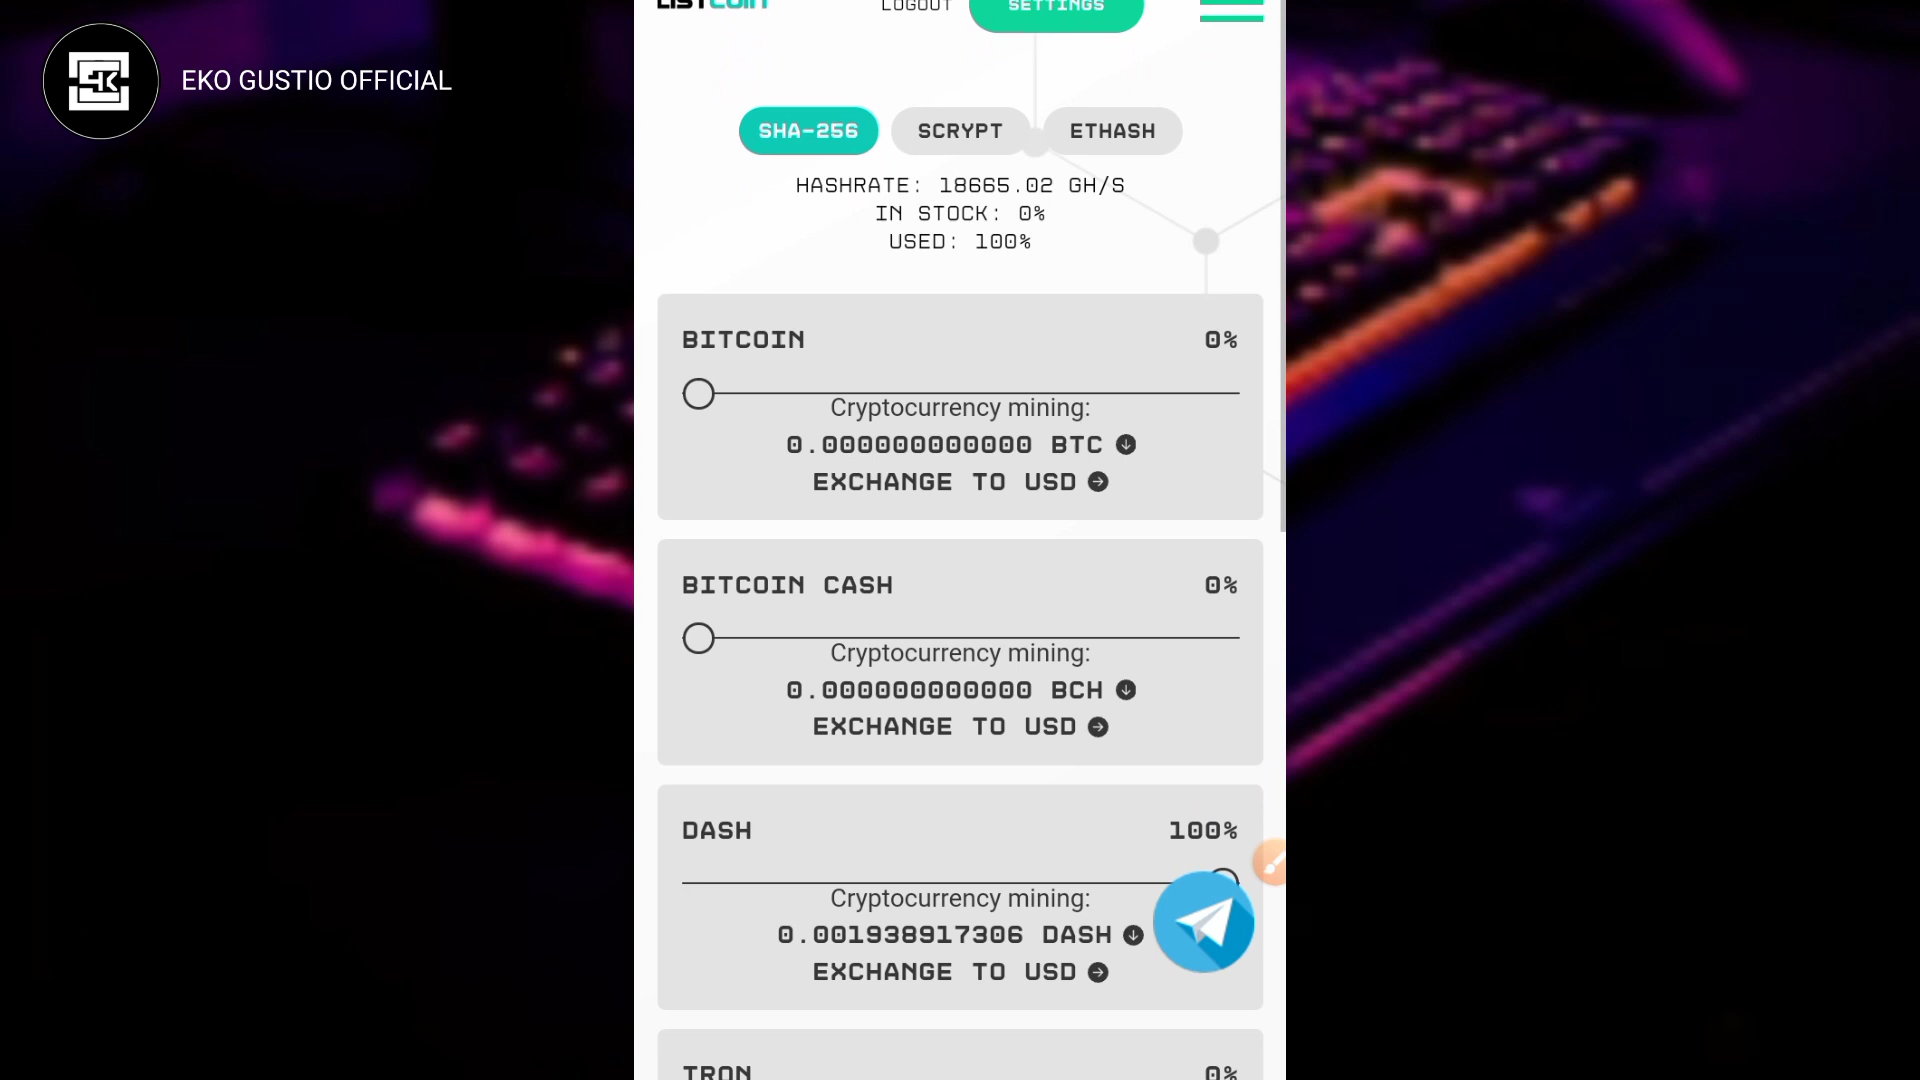 EKO GUSTIO OFFICIAL
LISTCOIN
LOGOUT
SETTINGS
SHA-256
SCRYPT
ETHASH
HASHRATE: 18665.02 GH/S
IN STOCK: 0%
USED: 100%
BITCOIN
0%
Cryptocurrency mining:
0.000000000000 BTC
EXCHANGE TO USD
BITCOIN CASH
0%
Cryptocurrency mining:
0.000000000000 BCH
EXCHANGE TO USD
DASH
100%
Cryptocurrency mining:
0.001938917306 DASH
EXCHANGE TO USD
TRON
0%